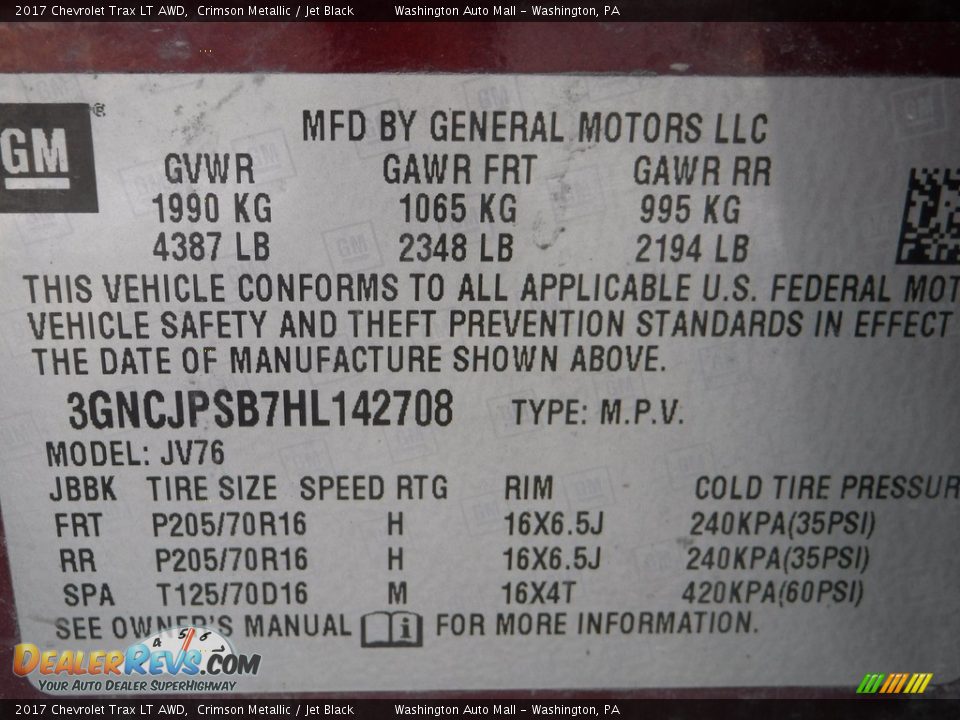 2017 Chevrolet Trax LT AWD, Crimson Metallic / Jet Black Washington Auto Mall - Washington, PA
GM
MFD BY GENERAL MOTORS LLC
GVWR GAWR FRT GAWR RR
1990 KG 1065 KG 995 KG
4387 LB 2348 LB 2194 LB
THIS VEHICLE CONFORMS TO ALL APPLICABLE U.S. FEDERAL MOT
VEHICLE SAFETY AND THEFT PREVENTION STANDARDS IN EFFECT
THE DATE OF MANUFACTURE SHOWN ABOVE.
3GNCJPSB7HL142708 TYPE: M.P.V.
MODEL: JV76
JBBK TIRE SIZE SPEED RTG RIM COLD TIRE PRESSUR
FRT P205/70R16 H 16X6.5J 240KPA(35PSI)
RR P205/70R16 H 16X6.5J 240KPA(35PSI)
SPA T125/70D16 M 16X4T 420KPA(60PSI)
SEE OWNER'S MANUAL i FOR MORE INFORMATION.
4 5 6 7
DEALERREVS.COM
YOUR AUTO DEALER SUPERHIGHWAY
2017 Chevrolet Trax LT AWD, Crimson Metallic / Jet Black Washington Auto Mall - Washington, PA